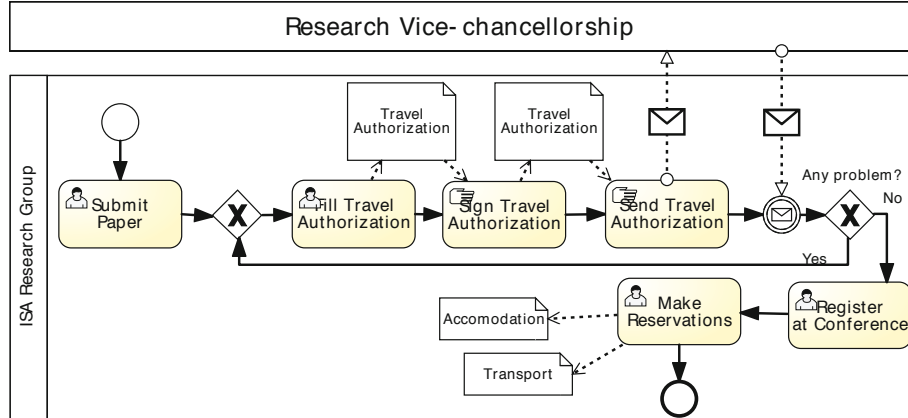 Research Vice-chancellorship
ISA Research Group
Travel
Authorization
Travel
Authorization
Any problem?
No
Submit
Paper
X
Fill Travel
Authorization
Sign Travel
Authorization
Send Travel
Authorization
X
Yes
Make
Reservations
Register
at Conference
Accomodation
Transport